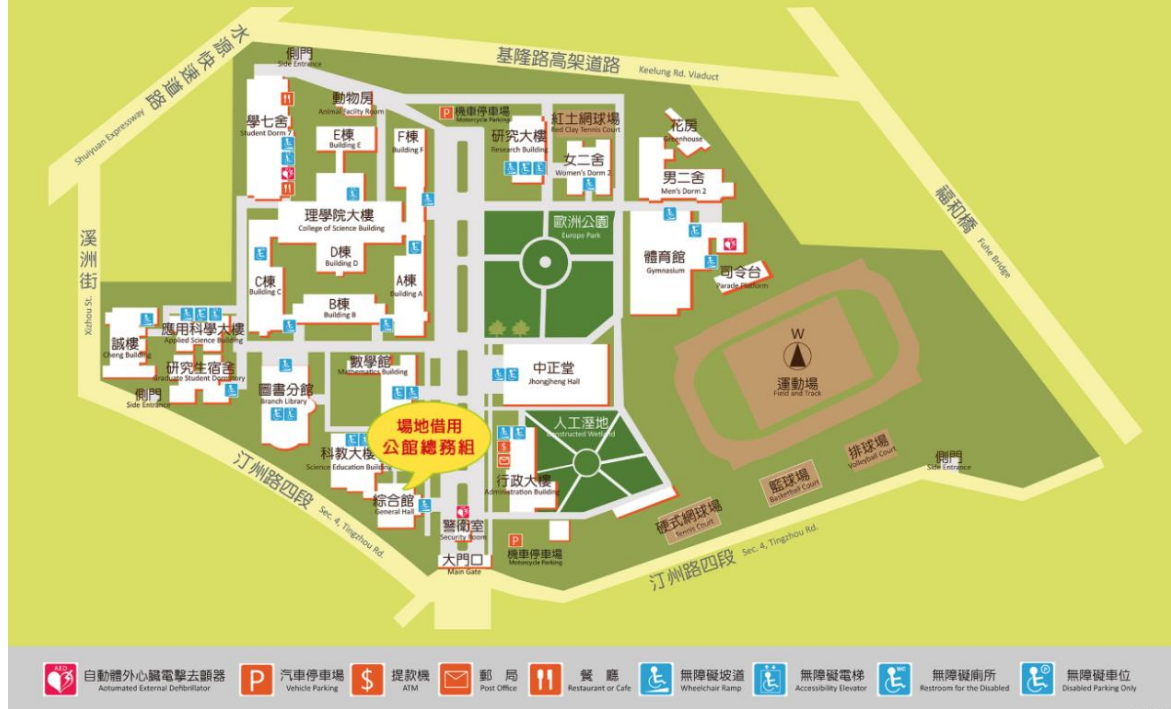 水源快速道路
Shuiyuan Expressway
基隆路高架道路
Keelung Rd. Viaduct
福和橋
Fuhe Bridge
溪洲街
Xizhou St.
側門
Side Entrance
學七舍
Student Dorm 7
動物房
Animal Facility Room
E棟
Building E
F棟
Building F
P
機車停車場
Motorcycle Parking
研究大樓
Research Building
紅土網球場
Red Clay Tennis Court
女二舍
Women's Dorm 2
花房
Greenhouse
男二舍
Men's Dorm 2
理學院大樓
College of Science Building
歐洲公園
Europe Park
體育館
Gymnasium
司令台
Parade Platform
D棟
Building D
C棟
Building C
A棟
Building A
B棟
Building B
誠樓
Cheng Building
應用科學大樓
Applied Science Building
研究生宿舍
Graduate Student Dormitory
側門
Side Entrance
圖書分館
Branch Library
數學館
Mathematics Building
中正堂
Jhongjheng Hall
W
運動場
Field and Track
場地借用
公館總務組
人工溼地
Constructed Wetland
科教大樓
Science Education Building
行政大樓
Administration Building
綜合館
General Hall
排球場
Volleyball Court
籃球場
Basketball Court
側門
Side Entrance
硬式網球場
Tennis Court
警衛室
Security Room
大門口
Main Gate
P
機車停車場
Motorcycle Parking
汀州路四段
Sec. 4, Tingzhou Rd.
汀州路四段
Sec. 4, Tingzhou Rd.
AED
自動體外心臟電擊去顫器
Aotumated External Defibrillator
P
汽車停車場
Vehicle Parking
$
提款機
ATM
郵局
Post Office
餐廳
Restaurant or Cafe
無障礙坡道
Wheelchair Ramp
無障礙電梯
Accessibility Elevator
WC
無障礙廁所
Restroom for the Disabled
P
無障礙車位
Disabled Parking Only